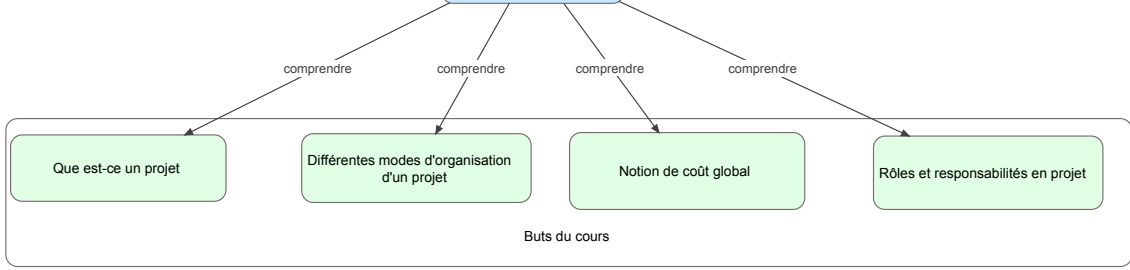 comprendre
comprendre
comprendre
comprendre
Que est-ce un projet
Différentes modes d'organisation
d'un projet
Notion de coût global
Rôles et responsabilités en projet
Buts du cours